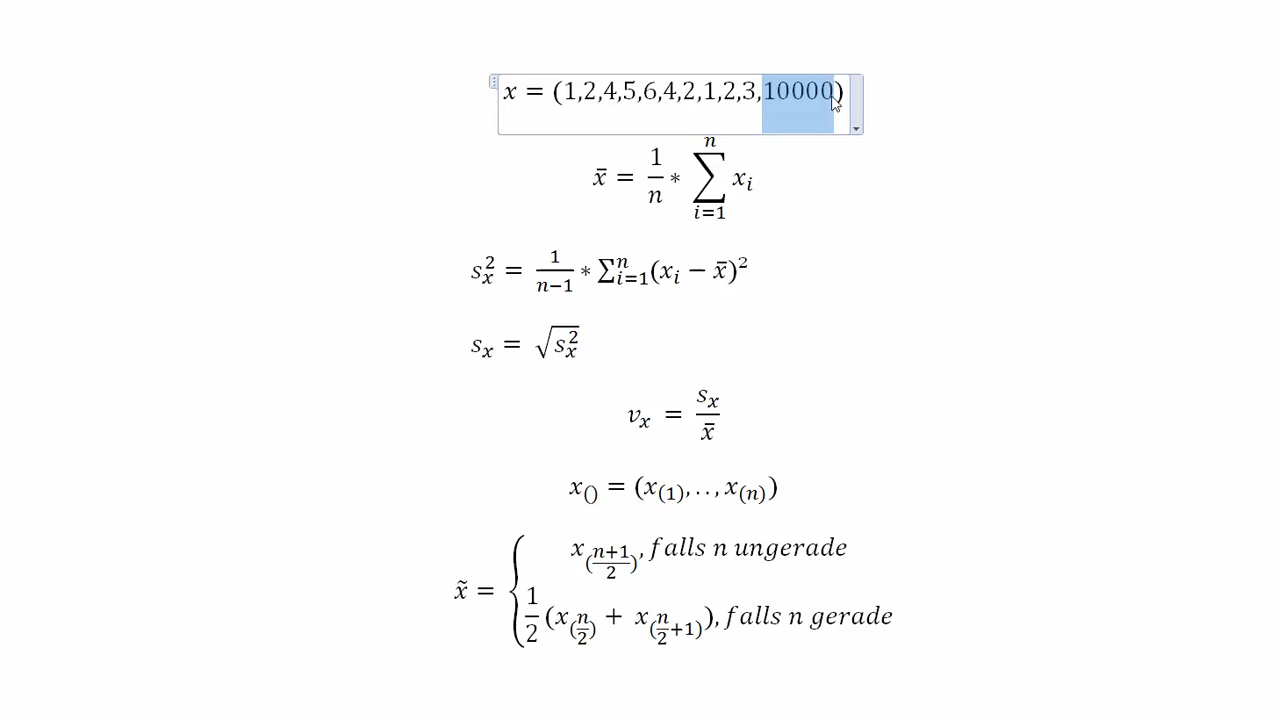 x = (1,2,4,5,6,4,2,1,2,3,10000)
x̄ = 1/n * ∑_{i=1}^{n} x_i
s_x^2 = 1/(n−1) * ∑_{i=1}^{n}(x_i − x̄)^2
s_x = √(s_x^2)
v_x = s_x/x̄
x_() = (x_(1),..,x_(n))
x̃ = { x_((n+1)/2), falls n ungerade
1/2 (x_(n/2) + x_(n/2+1)), falls n gerade